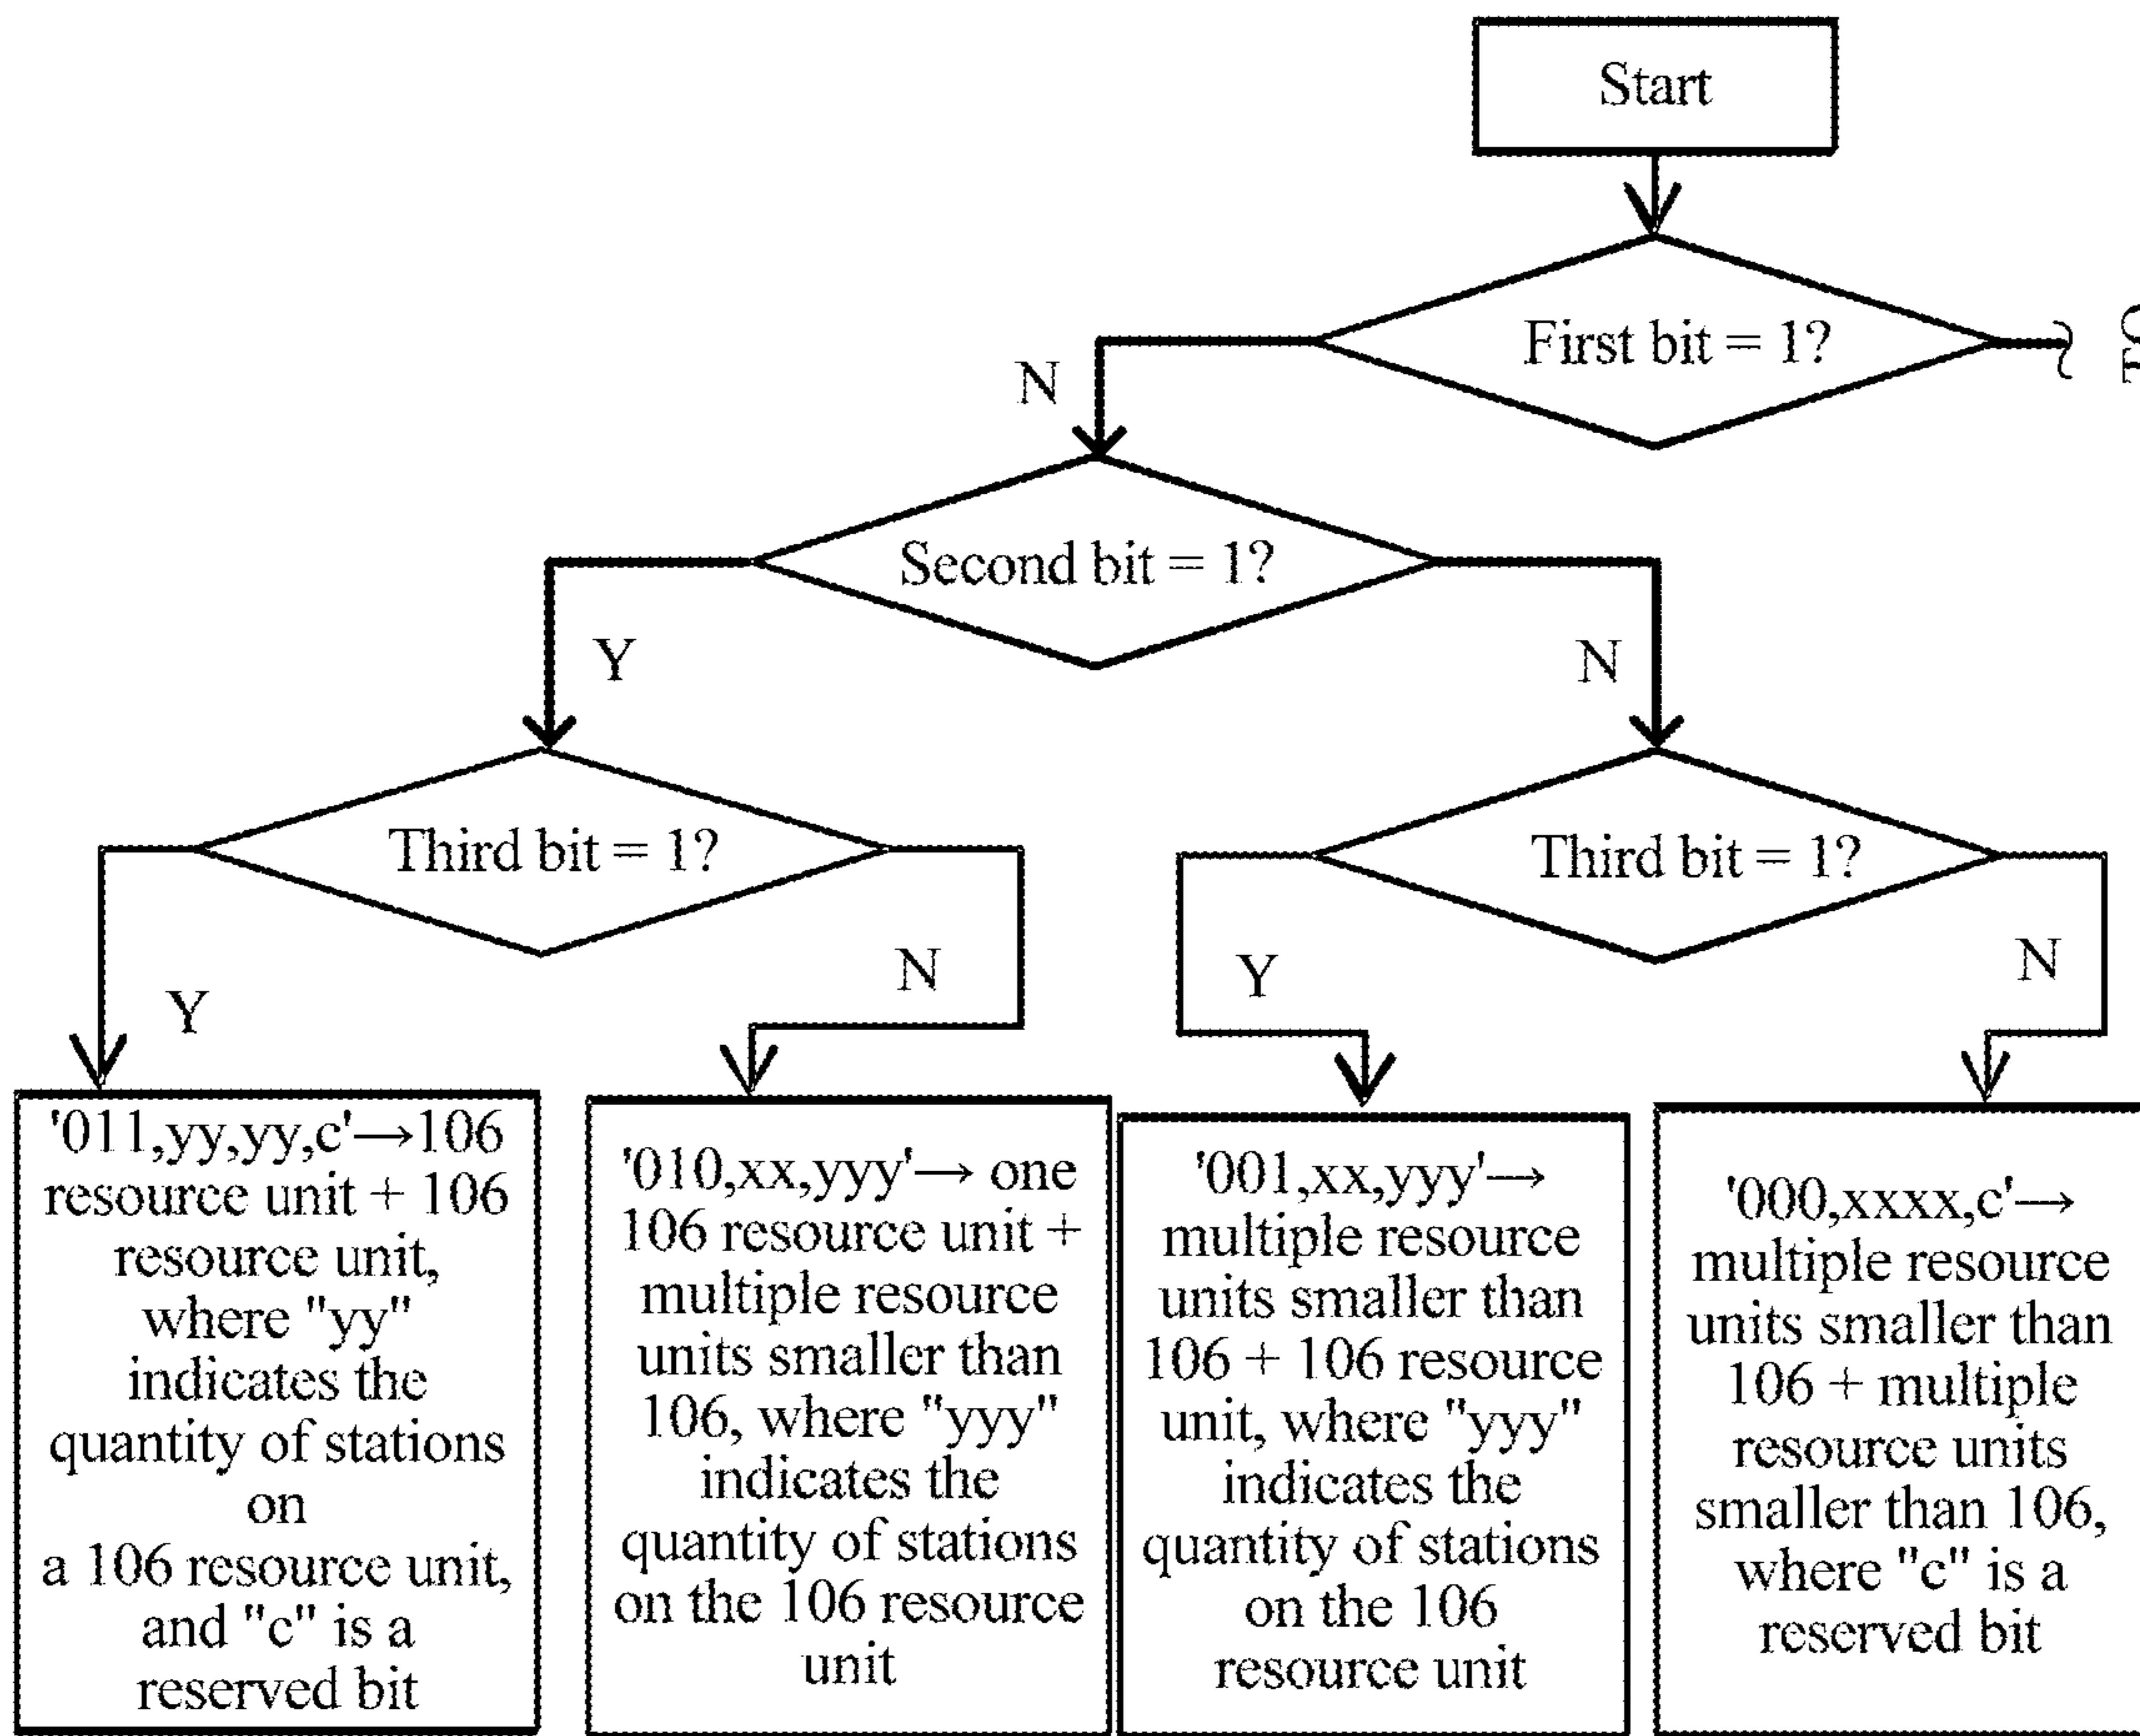 Start
First bit = 1?
N
Second bit = 1?
Y
N
Third bit = 1?
Third bit = 1?
Y
N
Y
N
'011,yy,yy,c'→106
resource unit + 106
resource unit,
where "yy"
indicates the
quantity of stations
on
a 106 resource unit,
and "c" is a
reserved bit
'010,xx,yyy'→ one
106 resource unit +
multiple resource
units smaller than
106, where "yyy"
indicates the
quantity of stations
on the 106 resource
unit
'001,xx,yyy'→
multiple resource
units smaller than
106 + 106 resource
unit, where "yyy"
indicates the
quantity of stations
on the 106
resource unit
'000,xxxx,c'→
multiple resource
units smaller than
106 + multiple
resource units
smaller than 106,
where "c" is a
reserved bit